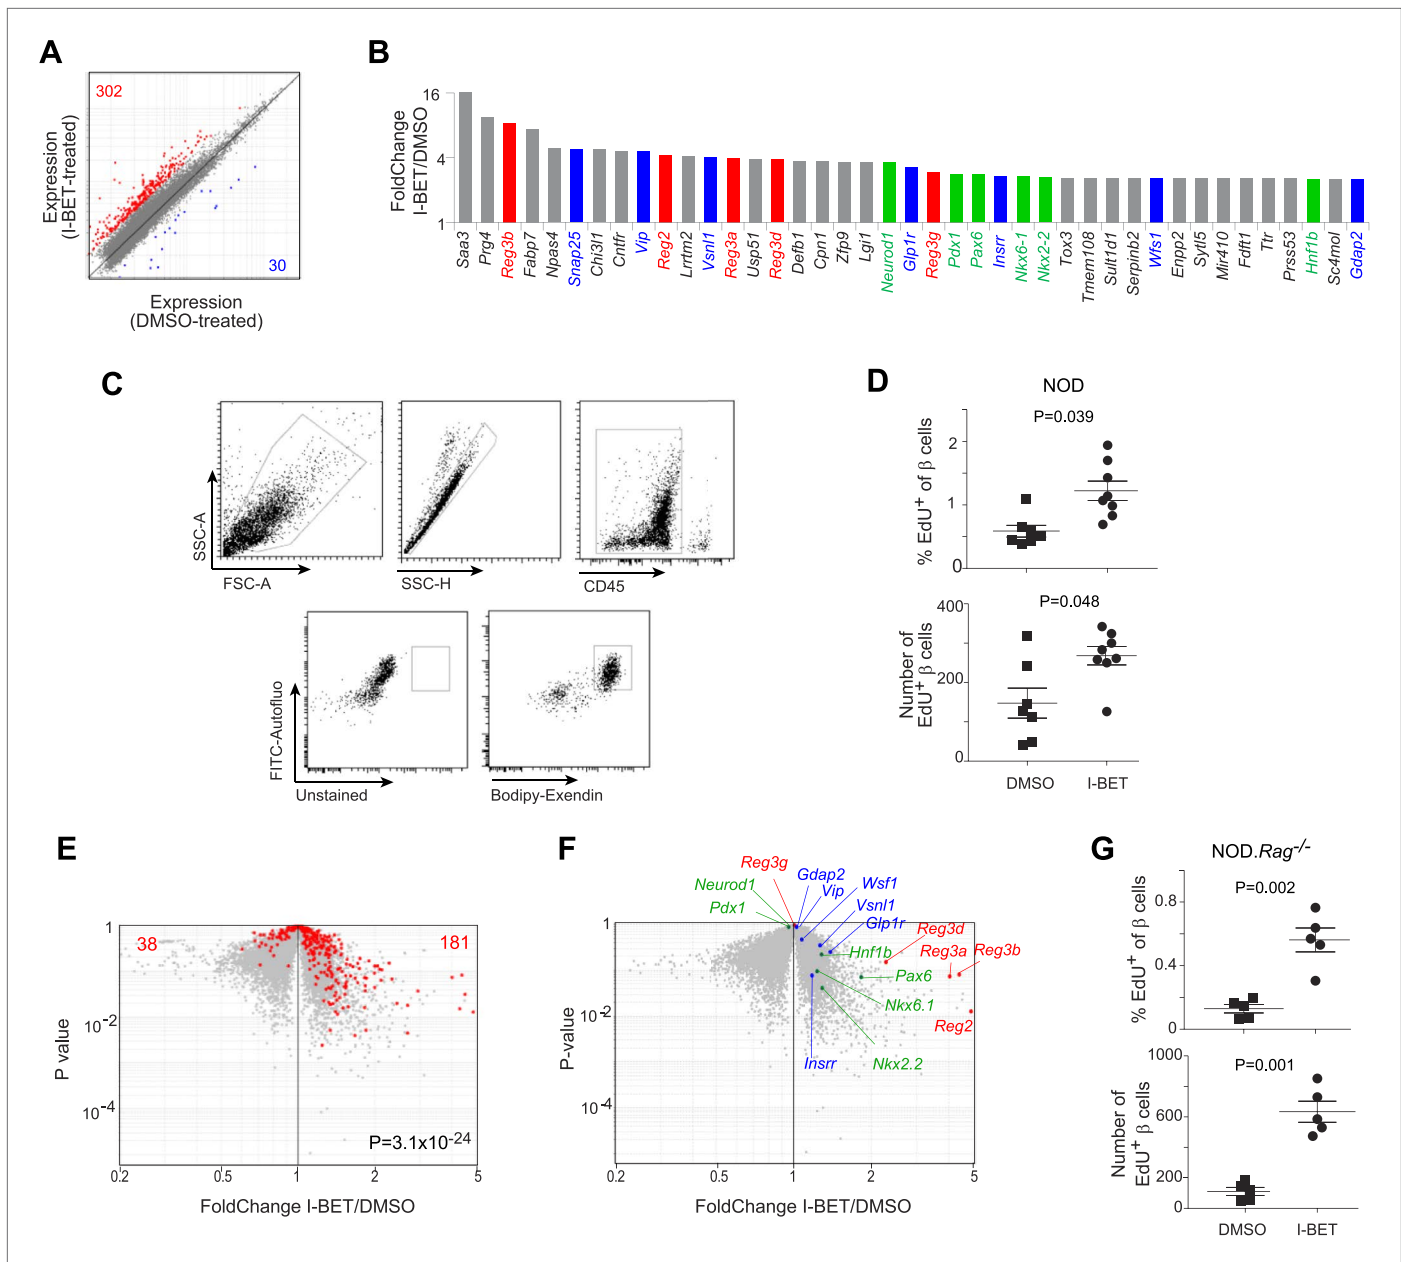 A
302
30
Expression
(I-BET-treated)
Expression
(DMSO-treated)
B
FoldChange
I-BET/DMSO
16
4
1
Saa3
Prg4
Reg3b
Fabp7
Npas4
Snap25
Chi3l1
Cntfr
Vip
Reg2
Lrrtm2
Vsnl1
Reg3a
Usp51
Reg3d
Defb1
Cpn1
Zfp9
Lgi1
Neurod1
Glp1r
Reg3g
Pdx1
Pax6
Insrr
Nkx6-1
Nkx2-2
Tox3
Tmem108
Sult1d1
Serpinb2
Wfs1
Enpp2
Sytl5
Mir410
Fdft1
Ttr
Prss53
Hnf1b
Sc4mol
Gdap2
C
SSC-A
FSC-A
SSC-H
CD45
FITC-Autofluo
Unstained
Bodipy-Exendin
D
NOD
P=0.039
% EdU+ of β cells
2
1
0
P=0.048
Number of
EdU+ β cells
400
200
0
DMSO
I-BET
E
38
181
P value
1
10-2
10-4
P=3.1x10-24
0.2
0.5
1
2
5
FoldChange I-BET/DMSO
F
Reg3g
Neurod1
Pdx1
Gdap2
Vip
Wsf1
Vsnl1
Glp1r
Reg3d
Hnf1b
Reg3a
Reg3b
Pax6
Nkx6.1
Reg2
Insrr
Nkx2.2
P-value
1
10-2
10-4
0.2
0.5
1
2
5
FoldChange I-BET/DMSO
G
NOD.Rag-/-
P=0.002
% EdU+ of β cells
0.8
0.4
0
P=0.001
Number of
EdU+ β cells
1000
600
200
0
DMSO
I-BET